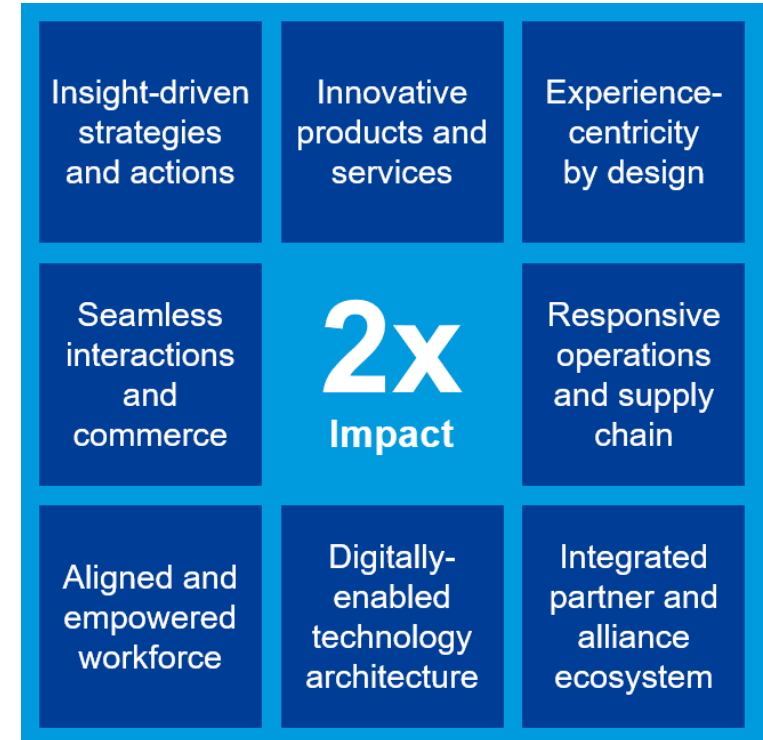 Insight-driven
strategies
and actions
Innovative
products and
services
Experience-
centricity
by design
Seamless
interactions
and
commerce
2x
Impact
Responsive
operations
and supply
chain
Aligned and
empowered
workforce
Digitally-
enabled
technology
architecture
Integrated
partner and
alliance
ecosystem